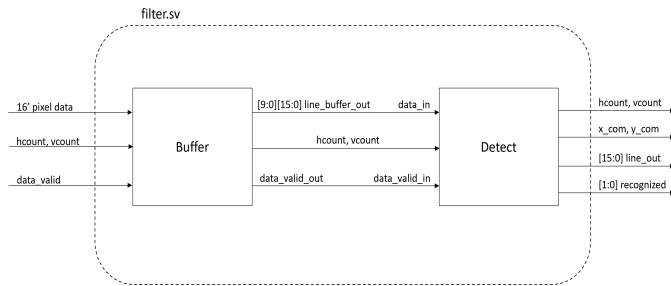 filter.sv
16' pixel data
hcount, vcount
data_valid
Buffer
[9:0][15:0] line_buffer_out
data_in
hcount, vcount
data_valid_out
data_valid_in
Detect
hcount, vcount
x_com, y_com
[15:0] line_out
[1:0] recognized